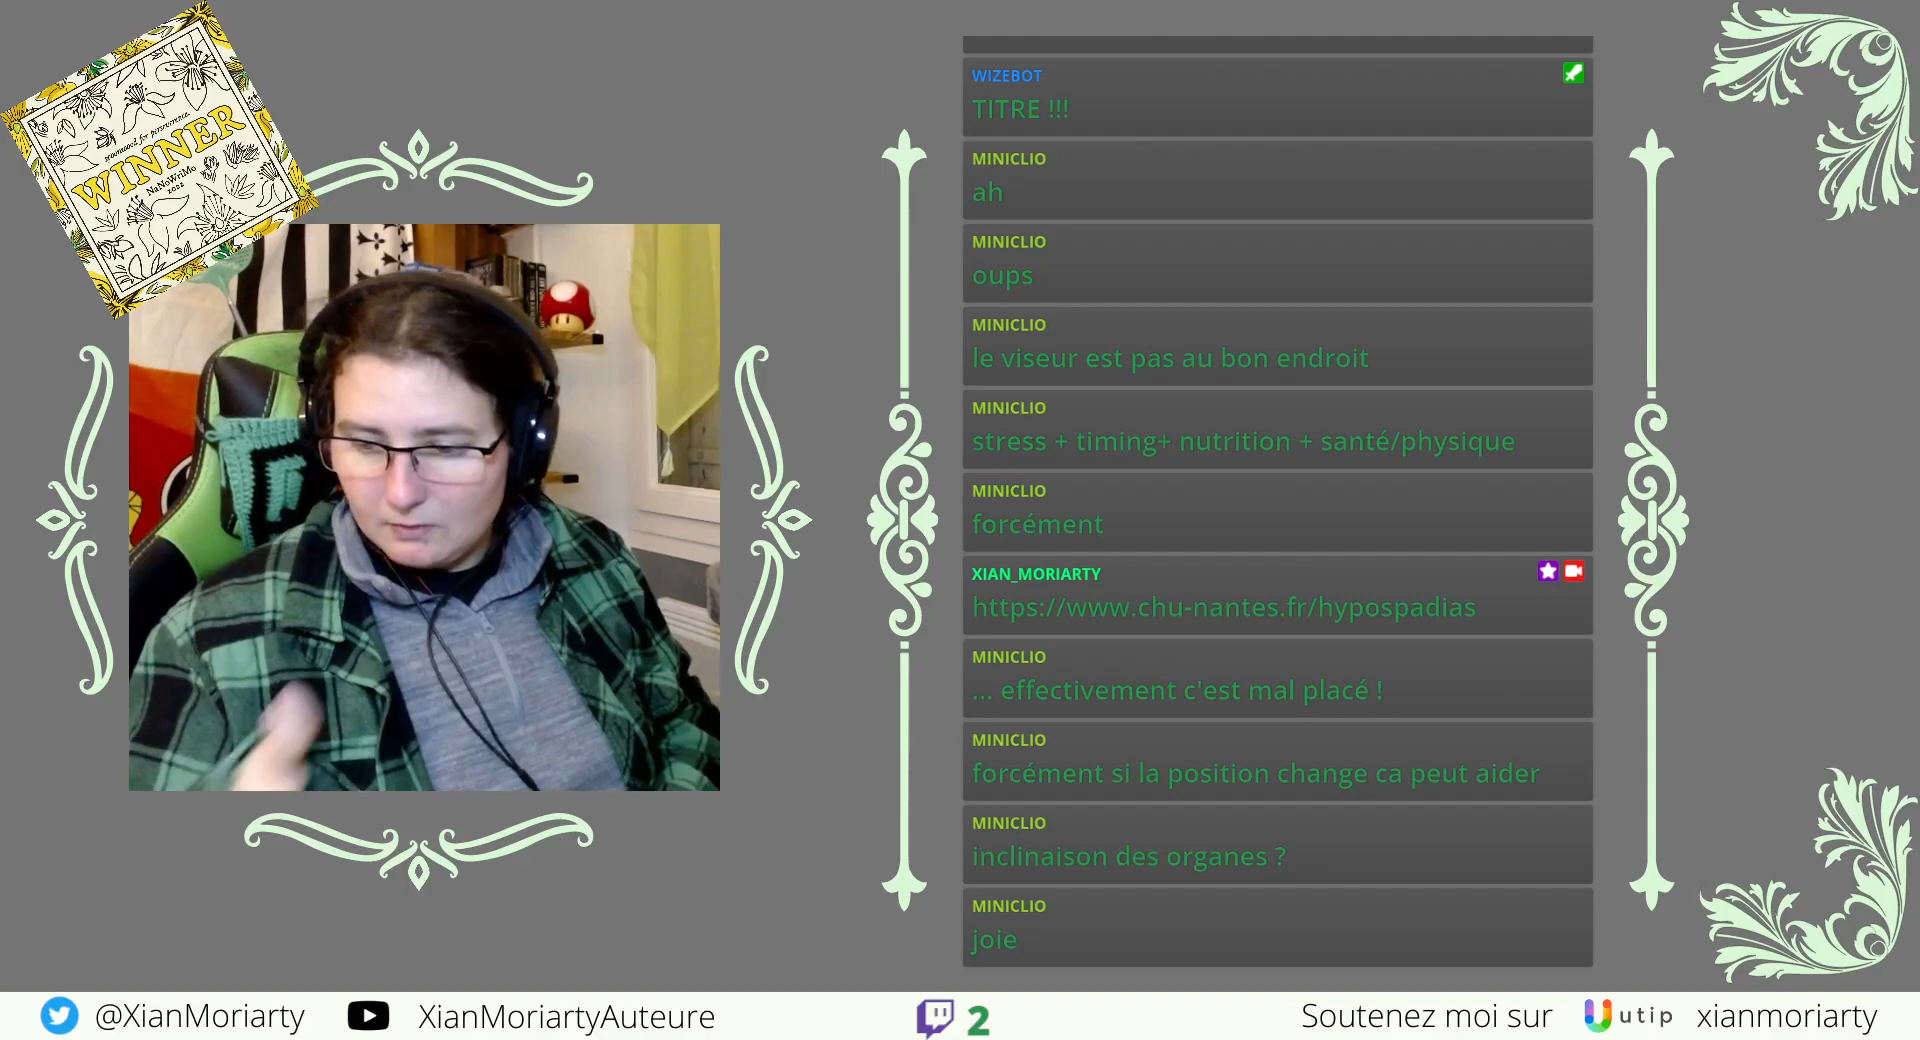 WINNER
NaNoWriMo
2022
WIZEBOT
TITRE !!!
MINICLIO
ah
MINICLIO
oups
MINICLIO
le viseur est pas au bon endroit
MINICLIO
stress + timing+ nutrition + santé/physique
MINICLIO
forcément
XIAN_MORIARTY
https://www.chu-nantes.fr/hypospadias
MINICLIO
... effectivement c'est mal placé !
MINICLIO
forcément si la position change ca peut aider
MINICLIO
inclinaison des organes ?
MINICLIO
joie
@XianMoriarty
XianMoriartyAuteure
2
Soutenez moi sur
utip
xianmoriarty